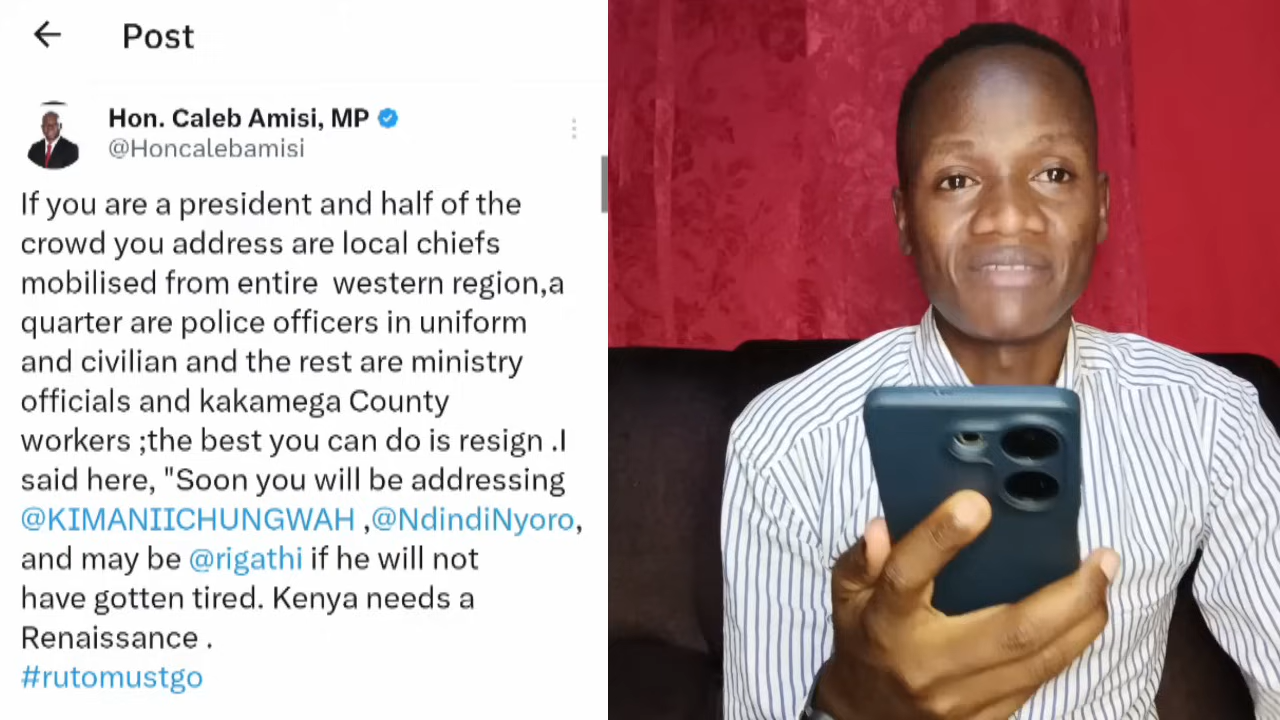 Post
Hon. Caleb Amisi, MP
@Honcalebamisi
If you are a president and half of the
crowd you address are local chiefs
mobilised from entire  western region,a
quarter are police officers in uniform
and civilian and the rest are ministry
officials and kakamega County
workers ;the best you can do is resign .I
said here, "Soon you will be addressing
@KIMANIICHUNGWAH ,@NdindiNyoro,
and may be @rigathi if he will not
have gotten tired. Kenya needs a
Renaissance .
#rutomustgo